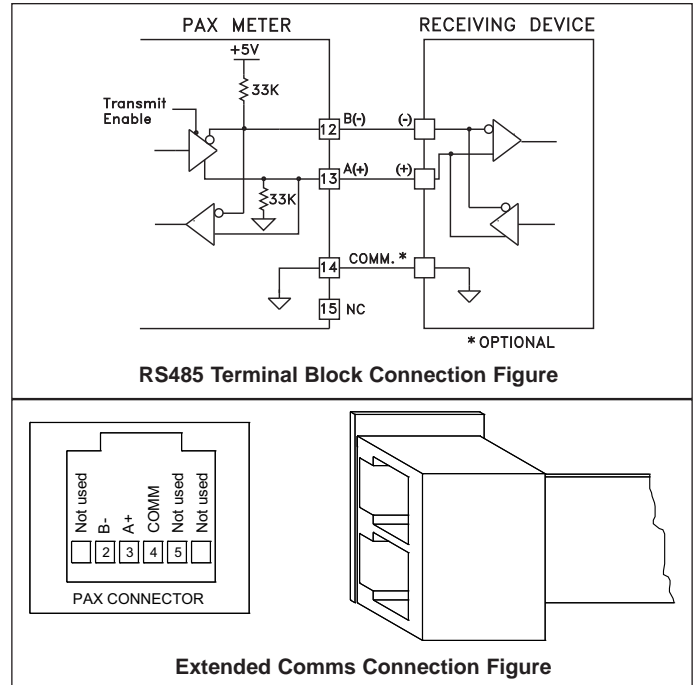 PAX METER
RECEIVING DEVICE
+5V
33K
Transmit
Enable
12 B(-) (-)
13 A(+) (+)
33K
14 COMM.*
15 NC
* OPTIONAL
RS485 Terminal Block Connection Figure
Not used
B-
A+
COMM
Not used
Not used
2 3 4 5
PAX CONNECTOR
Extended Comms Connection Figure